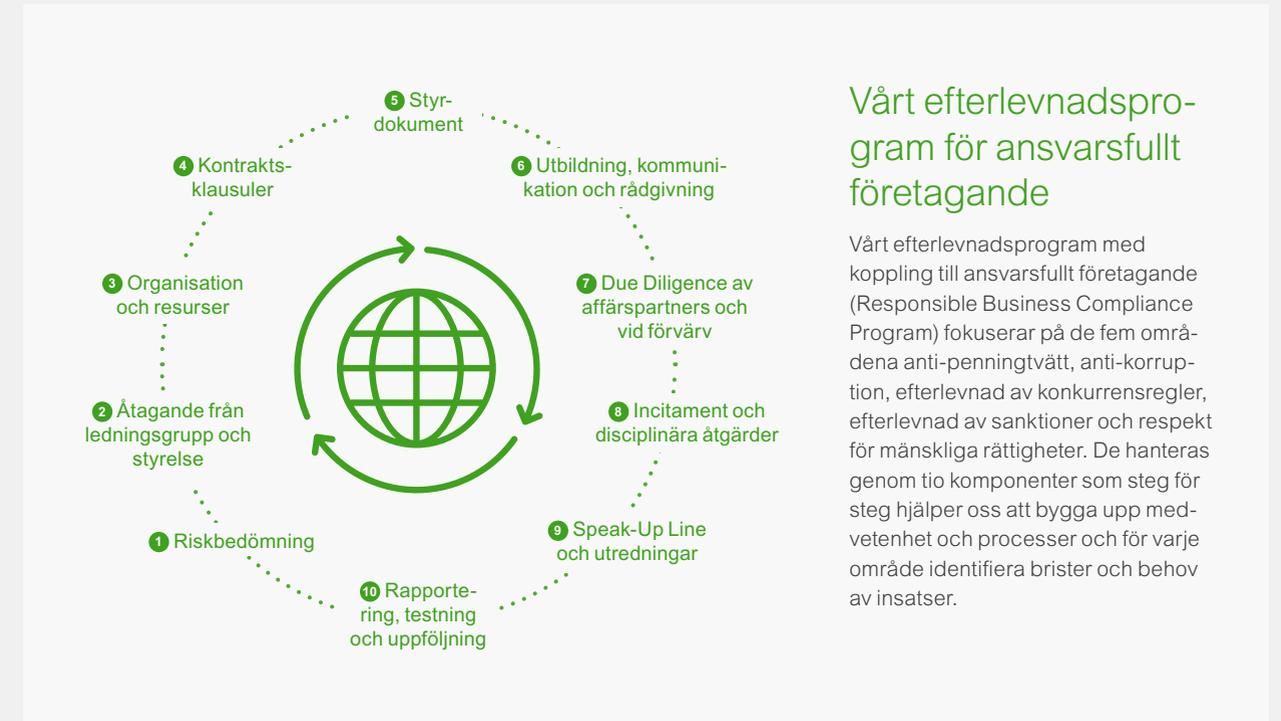 5 Styr-
dokument
4 Kontrakts-
klausuler
6 Utbildning, kommuni-
kation och rådgivning
3 Organisation
och resurser
7 Due Diligence av
affärspartners och
vid förvärv
2 Åtagande från
ledningsgrupp och
styrelse
8 Incitament och
disciplinära åtgärder
1 Riskbedömning
9 Speak-Up Line
och utredningar
10 Rapporte-
ring, testning
och uppföljning
Vårt efterlevnadspro-
gram för ansvarsfullt
företagande
Vårt efterlevnadsprogram med
koppling till ansvarsfullt företagande
(Responsible Business Compliance
Program) fokuserar på de fem områ-
dena anti-penningtvätt, anti-korrup-
tion, efterlevnad av konkurrensregler,
efterlevnad av sanktioner och respekt
för mänskliga rättigheter. De hanteras
genom tio komponenter som steg för
steg hjälper oss att bygga upp med-
vetenhet och processer och för varje
område identifiera brister och behov
av insatser.